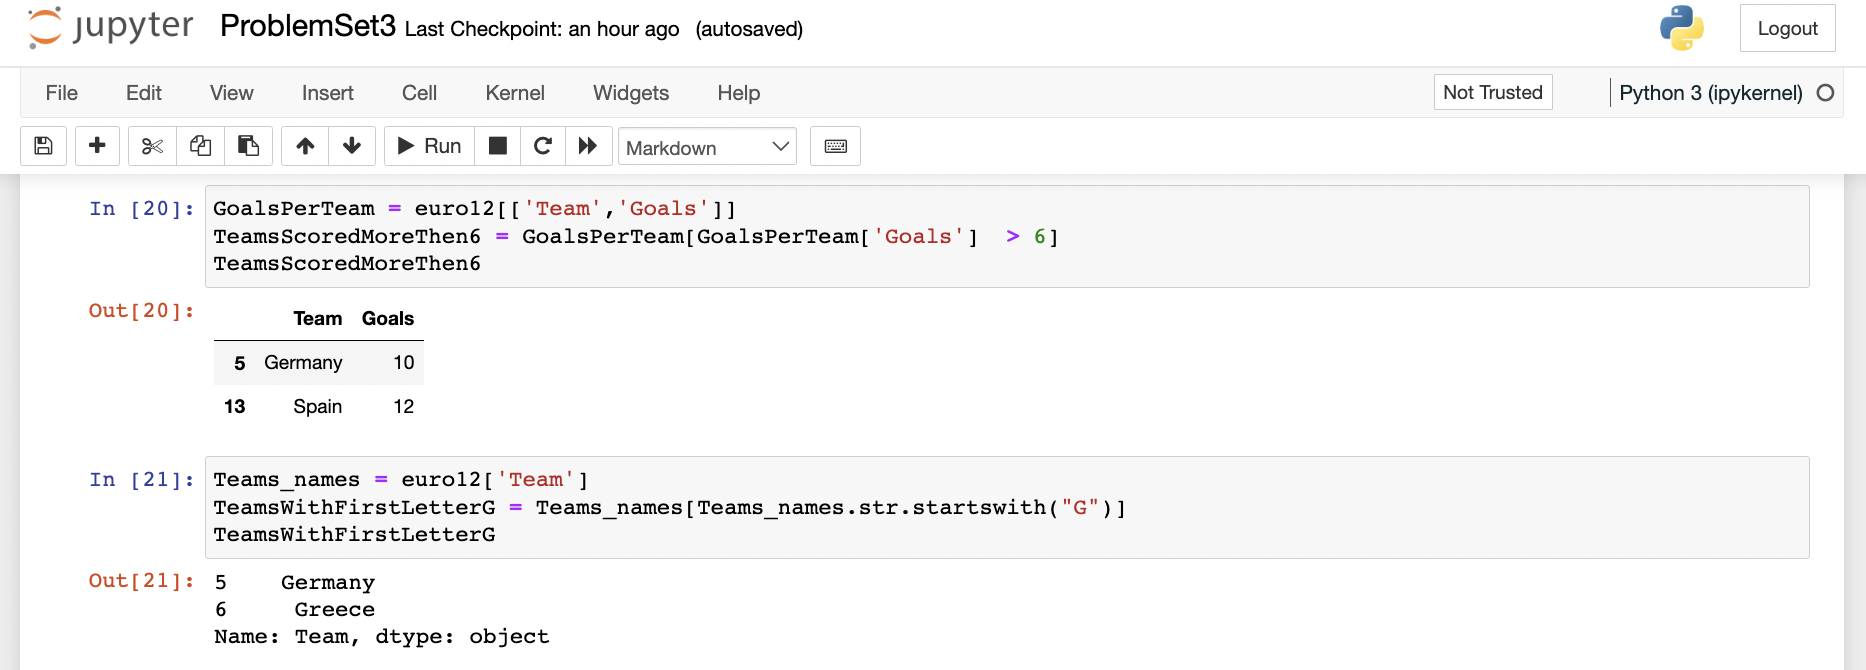 jupyter ProblemSet3 Last Checkpoint: an hour ago (autosaved) Logout
File Edit View Insert Cell Kernel Widgets Help Not Trusted Python 3 (ipykernel)
Run Markdown
In [20]: GoalsPerTeam = euro12[['Team','Goals']]
TeamsScoredMoreThen6 = GoalsPerTeam[GoalsPerTeam['Goals']  > 6]
TeamsScoredMoreThen6
Out[20]:
Team Goals
5 Germany 10
13 Spain 12
In [21]: Teams_names = euro12['Team']
TeamsWithFirstLetterG = Teams_names[Teams_names.str.startswith("G")]
TeamsWithFirstLetterG
Out[21]: 5    Germany
6     Greece
Name: Team, dtype: object